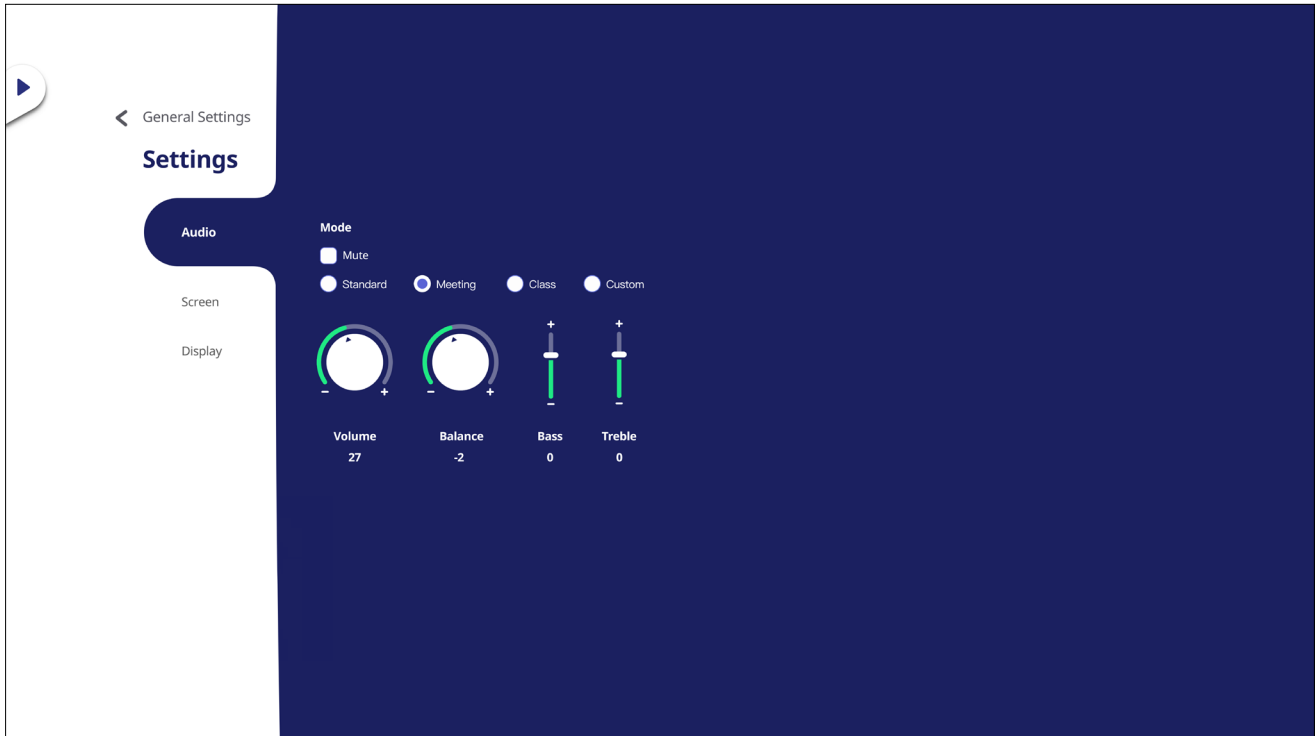 General Settings
Settings
Audio
Screen
Display
Mode
Mute
Standard Meeting Class Custom
+ +
- + - + - -
Volume Balance Bass Treble
27 -2 0 0